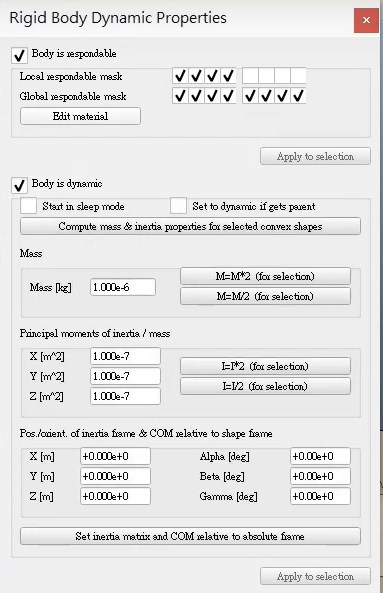 Rigid Body Dynamic Properties
Body is respondable
Local respondable mask
Global respondable mask
Edit material
Apply to selection
Body is dynamic
Start in sleep mode Set to dynamic if gets parent
Compute mass & inertia properties for selected convex shapes
Mass
Mass [kg] 1.000e-6
M=M*2 (for selection)
M=M/2 (for selection)
Principal moments of inertia / mass
X [m^2] 1.000e-7
Y [m^2] 1.000e-7
Z [m^2] 1.000e-7
I=I*2 (for selection)
I=I/2 (for selection)
Pos./orient. of inertia frame & COM relative to shape frame
X [m] +0.000e+0 Alpha [deg] +0.00e+0
Y [m] +0.000e+0 Beta [deg] +0.00e+0
Z [m] +0.000e+0 Gamma [deg] +0.00e+0
Set inertia matrix and COM relative to absolute frame
Apply to selection